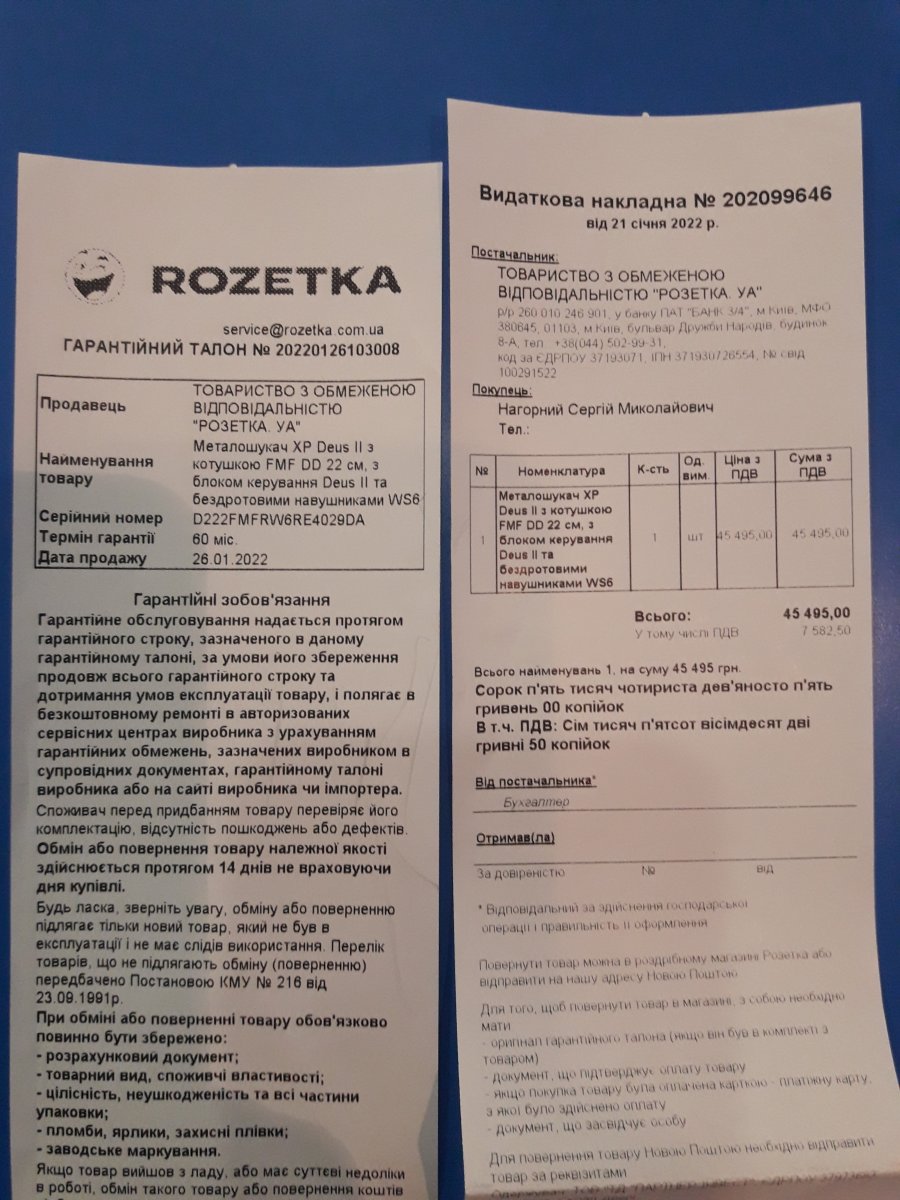 ROZETKA
service@rozetka.com.ua
ГАРАНТІЙНИЙ ТАЛОН № 20220126103008
Продавець
ТОВАРИСТВО З ОБМЕЖЕНОЮ
ВІДПОВІДАЛЬНІСТЮ
"РОЗЕТКА. УА"
Найменування
товару
Металошукач XP Deus II з
котушкою FMF DD 22 см, з
блоком керування Deus II та
бездротовими навушниками WS6
Серійний номер D222FMFRW6RE4029DA
Термін гарантії 60 міс.
Дата продажу 26.01.2022
Гарантійні зобов'язання
Гарантійне обслуговування надається протягом
гарантійного строку, зазначеного в даному
гарантійному талоні, за умови його збереження
продовж всього гарантійного строку та
дотримання умов експлуатації товару, і полягає в
безкоштовному ремонті в авторизованих
сервісних центрах виробника з урахуванням
гарантійних обмежень, зазначених виробником в
супровідних документах, гарантійному талоні
виробника або на сайті виробника чи імпортера.
Споживач перед придбанням товару перевіряє його
комплектацію, відсутність пошкоджень або дефектів.
Обмін або повернення товару належної якості
здійснюється протягом 14 днів не враховуючи
дня купівлі.
Будь ласка, зверніть увагу, обміну або поверненню
підлягає тільки новий товар, який не був в
експлуатації і не має слідів використання. Перелік
товарів, що не підлягають обміну (поверненню)
передбачено Постановою КМУ № 216 від
23.09.1991р.
При обміні або поверненні товару обов'язково
повинно бути збережено:
- розрахунковий документ;
- товарний вид, споживчі властивості;
- цілісність, неушкодженість та всі частини
упаковки;
- пломби, ярлики, захисні плівки;
- заводське маркування.
Якщо товар вийшов з ладу, або має суттєві недоліки
в роботі, обмін такого товару або повернення коштів
Видаткова накладна № 202099646
від 21 січня 2022 р.
Постачальник:
ТОВАРИСТВО З ОБМЕЖЕНОЮ
ВІДПОВІДАЛЬНІСТЮ "РОЗЕТКА. УА"
р/р 260 010 246 901, у банку ПАТ "БАНК 3/4", м Київ, МФО
380645, 01103, м Київ, бульвар Дружби Народів, будинок
8-А, тел.: +38(044) 502-99-31,
код за ЄДРПОУ 37193071, ІПН 371930726554, № свід
100291522
Покупець:
Нагорний Сергій Миколайович
Тел.:
№ Номенклатура К-сть Од. вим. Ціна з ПДВ Сума з ПДВ
1
Металошукач XP
Deus II з котушкою
FMF DD 22 см, з
блоком керування
Deus II та
бездротовими
навушниками WS6
1 шт 45 495,00 45 495,00
Всього: 45 495,00
У тому числі ПДВ 7 582,50
Всього найменувань 1, на суму 45 495 грн.
Сорок п'ять тисяч чотириста дев'яносто п'ять
гривень 00 копійок
В т.ч. ПДВ: Сім тисяч п'ятсот вісімдесят дві
гривні 50 копійок
Від постачальника*
Бухгалтер
Отримав(ла)
За довіреністю № від
* Відповідальний за здійснення господарської
операції і правильність її оформлення
Повернути товар можна в роздрібному магазині Розетка або
відправити на нашу адресу Новою Поштою
Для того, щоб повернути товар в магазині, з собою необхідно
мати
- оригінал гарантійного талона (якщо він був в комплекті з
товаром)
- документ, що підтверджує оплату товару
- якщо покупка товару була оплачена карткою - платіжну карту,
з якої було здійснено оплату
- документ, що засвідчує особу
Для повернення товару Новою Поштою необхідно відправити
товар за реквізитами